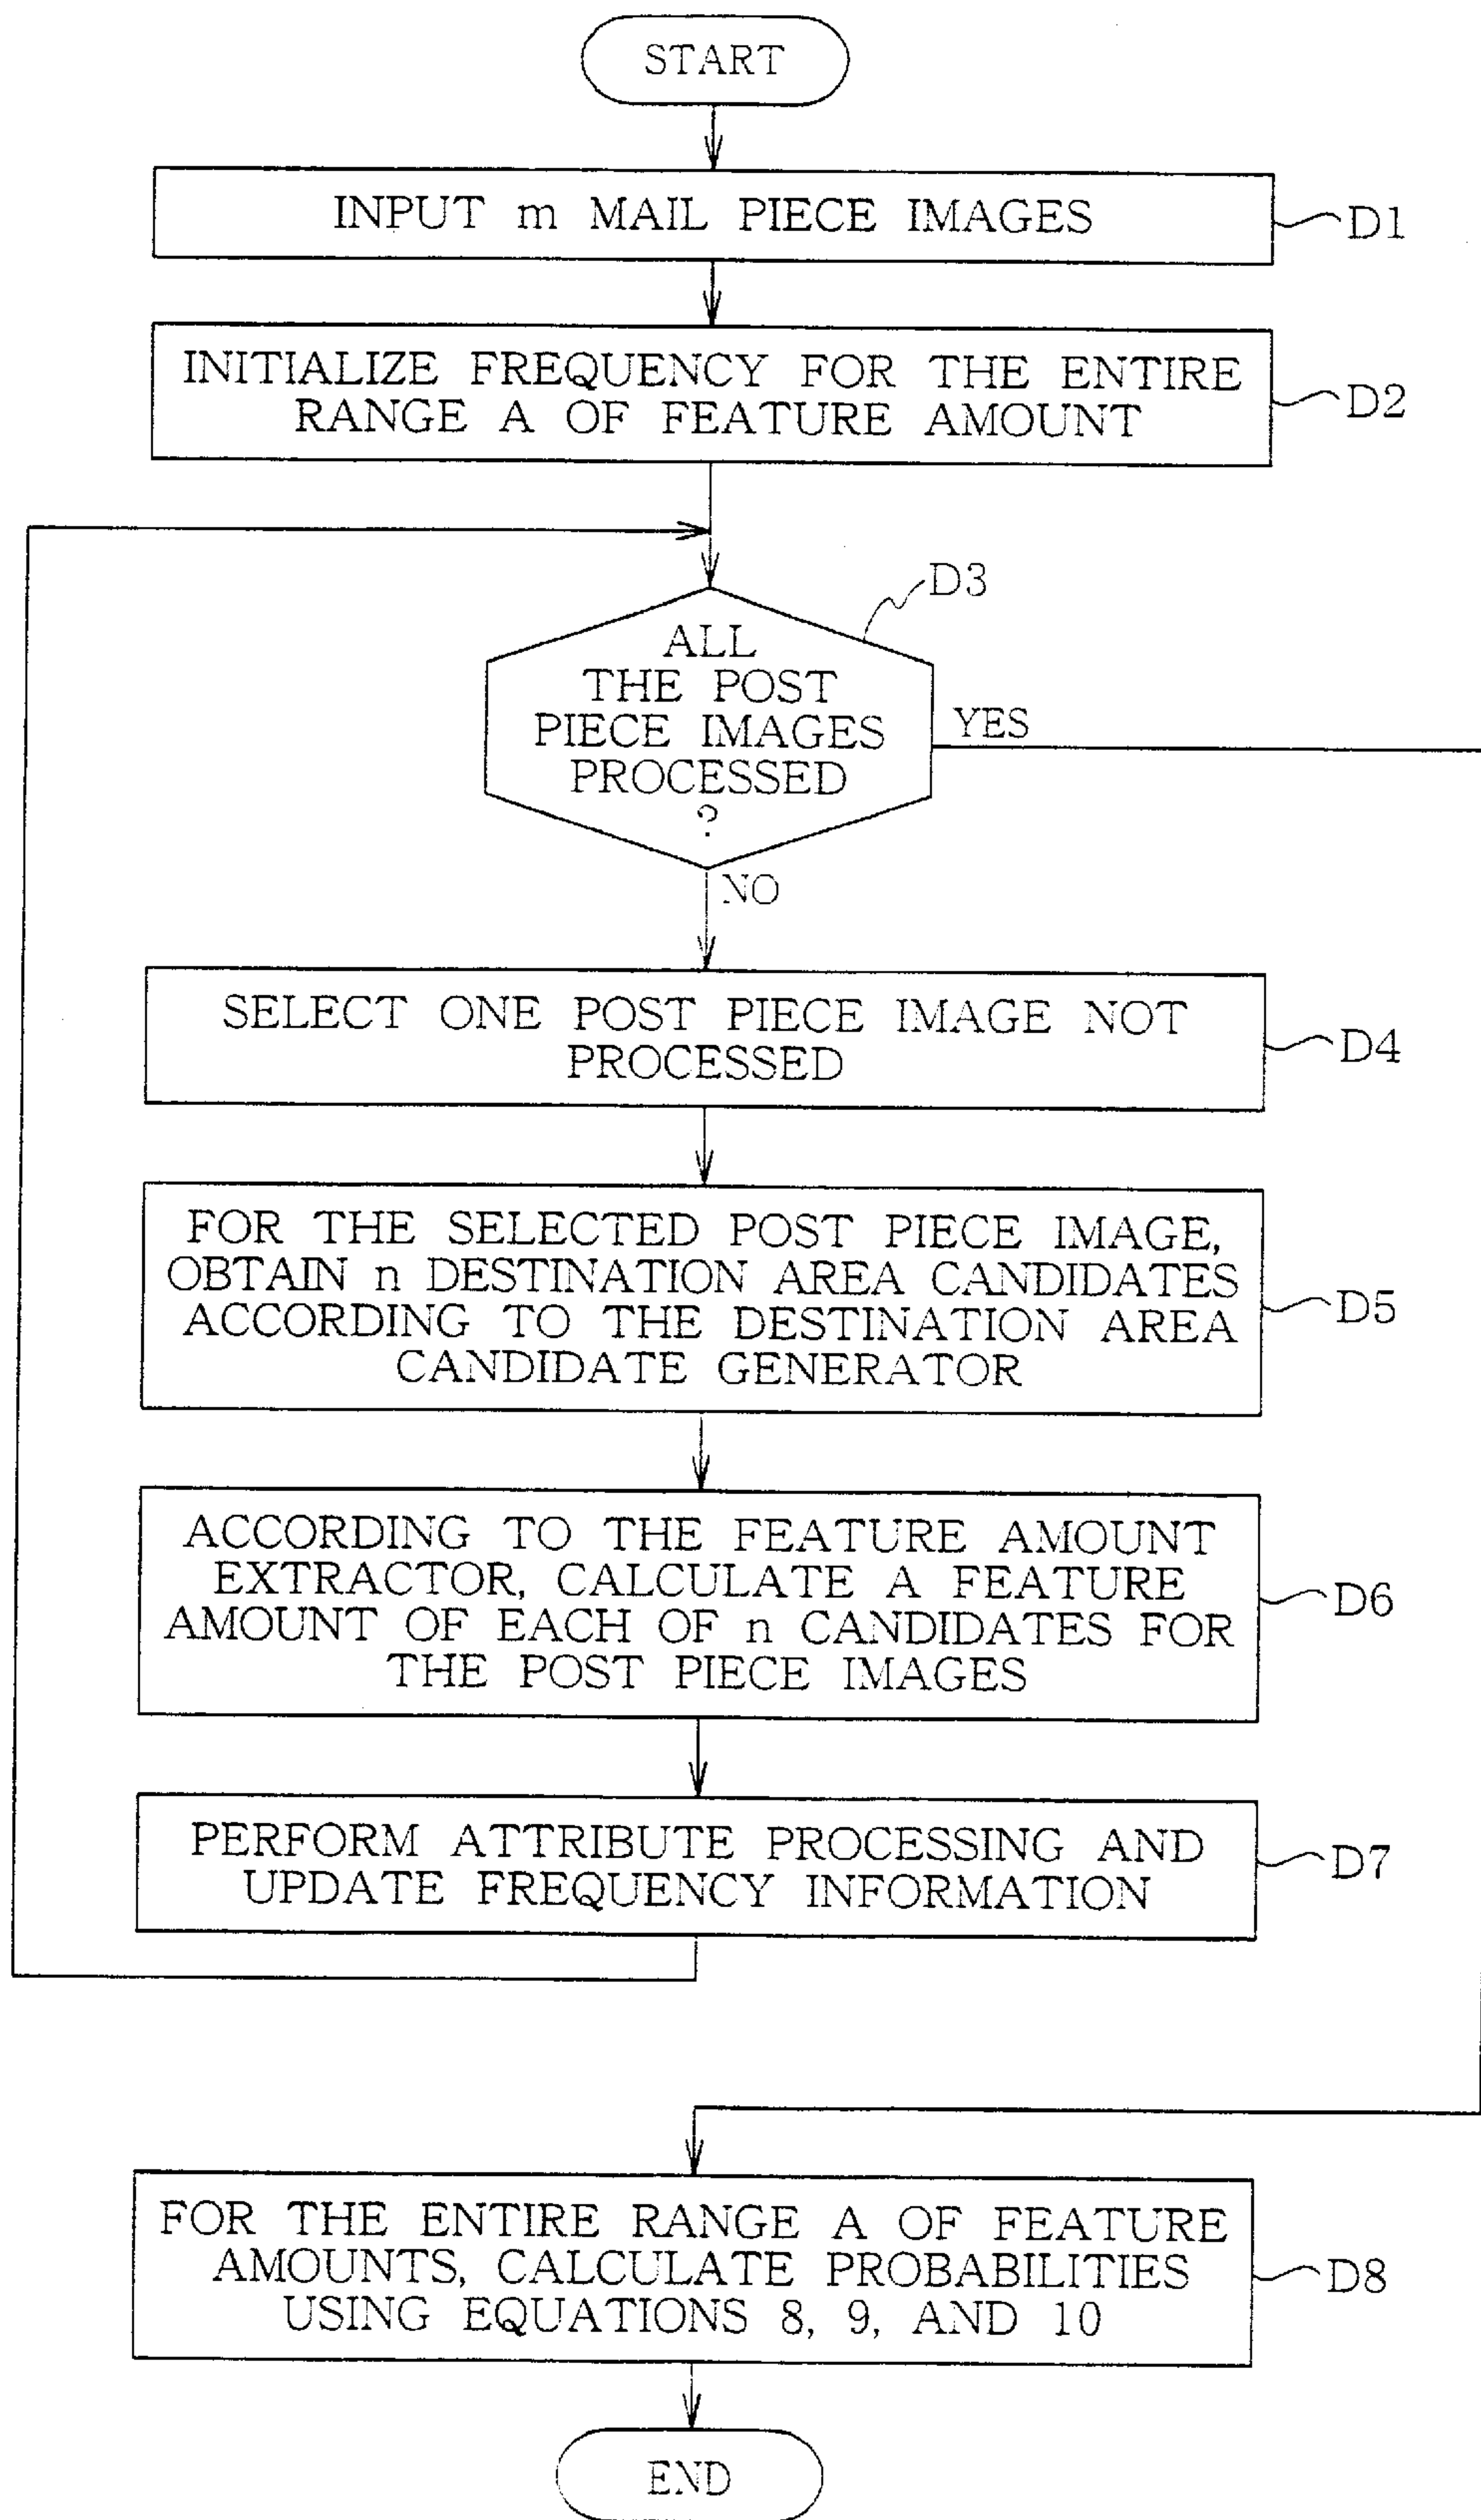 START
INPUT m MAIL PIECE IMAGES
D1
INITIALIZE FREQUENCY FOR THE ENTIRE
RANGE A OF FEATURE AMOUNT
D2
D3
ALL
THE POST
PIECE IMAGES
PROCESSED
?
YES
NO
SELECT ONE POST PIECE IMAGE NOT
PROCESSED
D4
FOR THE SELECTED POST PIECE IMAGE,
OBTAIN n DESTINATION AREA CANDIDATES
ACCORDING TO THE DESTINATION AREA
CANDIDATE GENERATOR
D5
ACCORDING TO THE FEATURE AMOUNT
EXTRACTOR, CALCULATE A FEATURE
AMOUNT OF EACH OF n CANDIDATES FOR
THE POST PIECE IMAGES
D6
PERFORM ATTRIBUTE PROCESSING AND
UPDATE FREQUENCY INFORMATION
D7
FOR THE ENTIRE RANGE A OF FEATURE
AMOUNTS, CALCULATE PROBABILITIES
USING EQUATIONS 8, 9, AND 10
D8
END